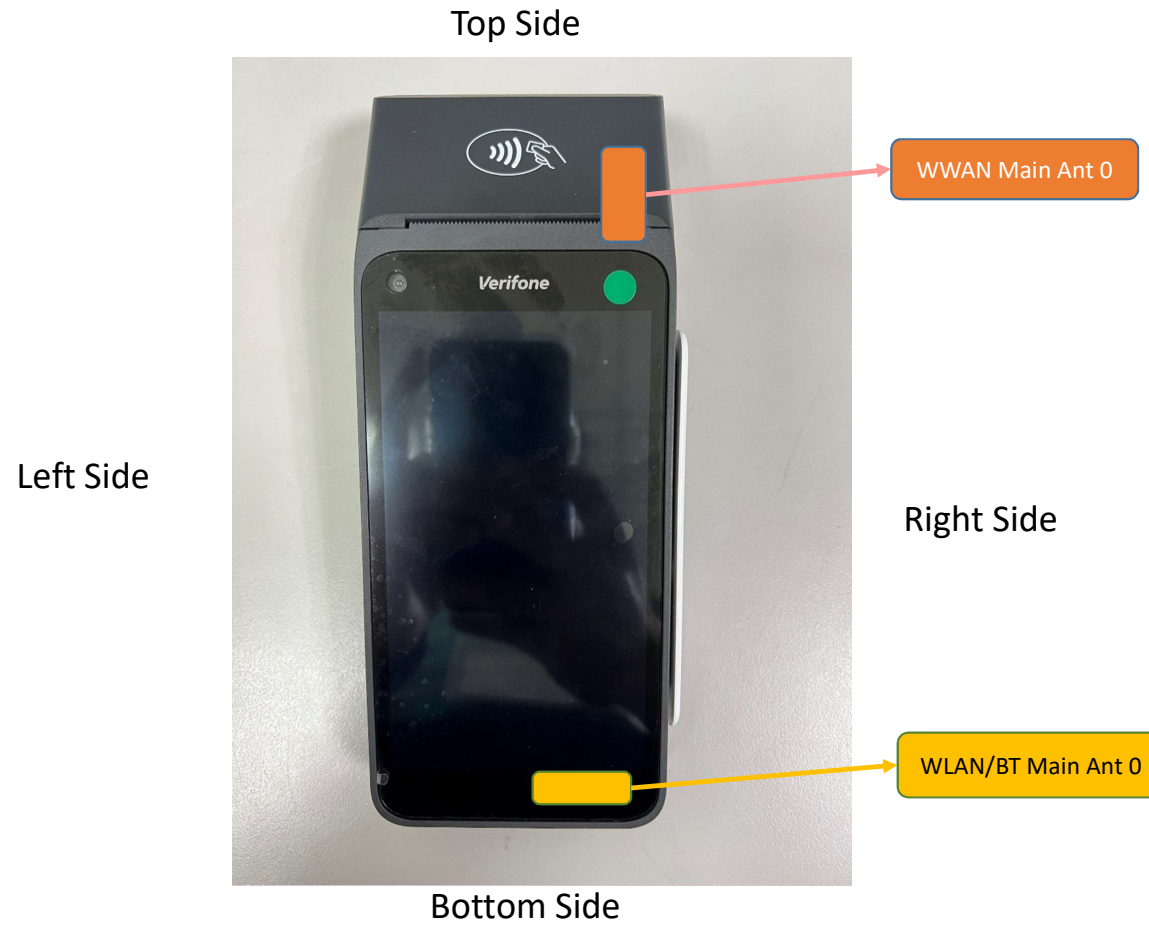 Top Side
WWAN Main Ant 0
Verifone
Left Side
Right Side
WLAN/BT Main Ant 0
Bottom Side